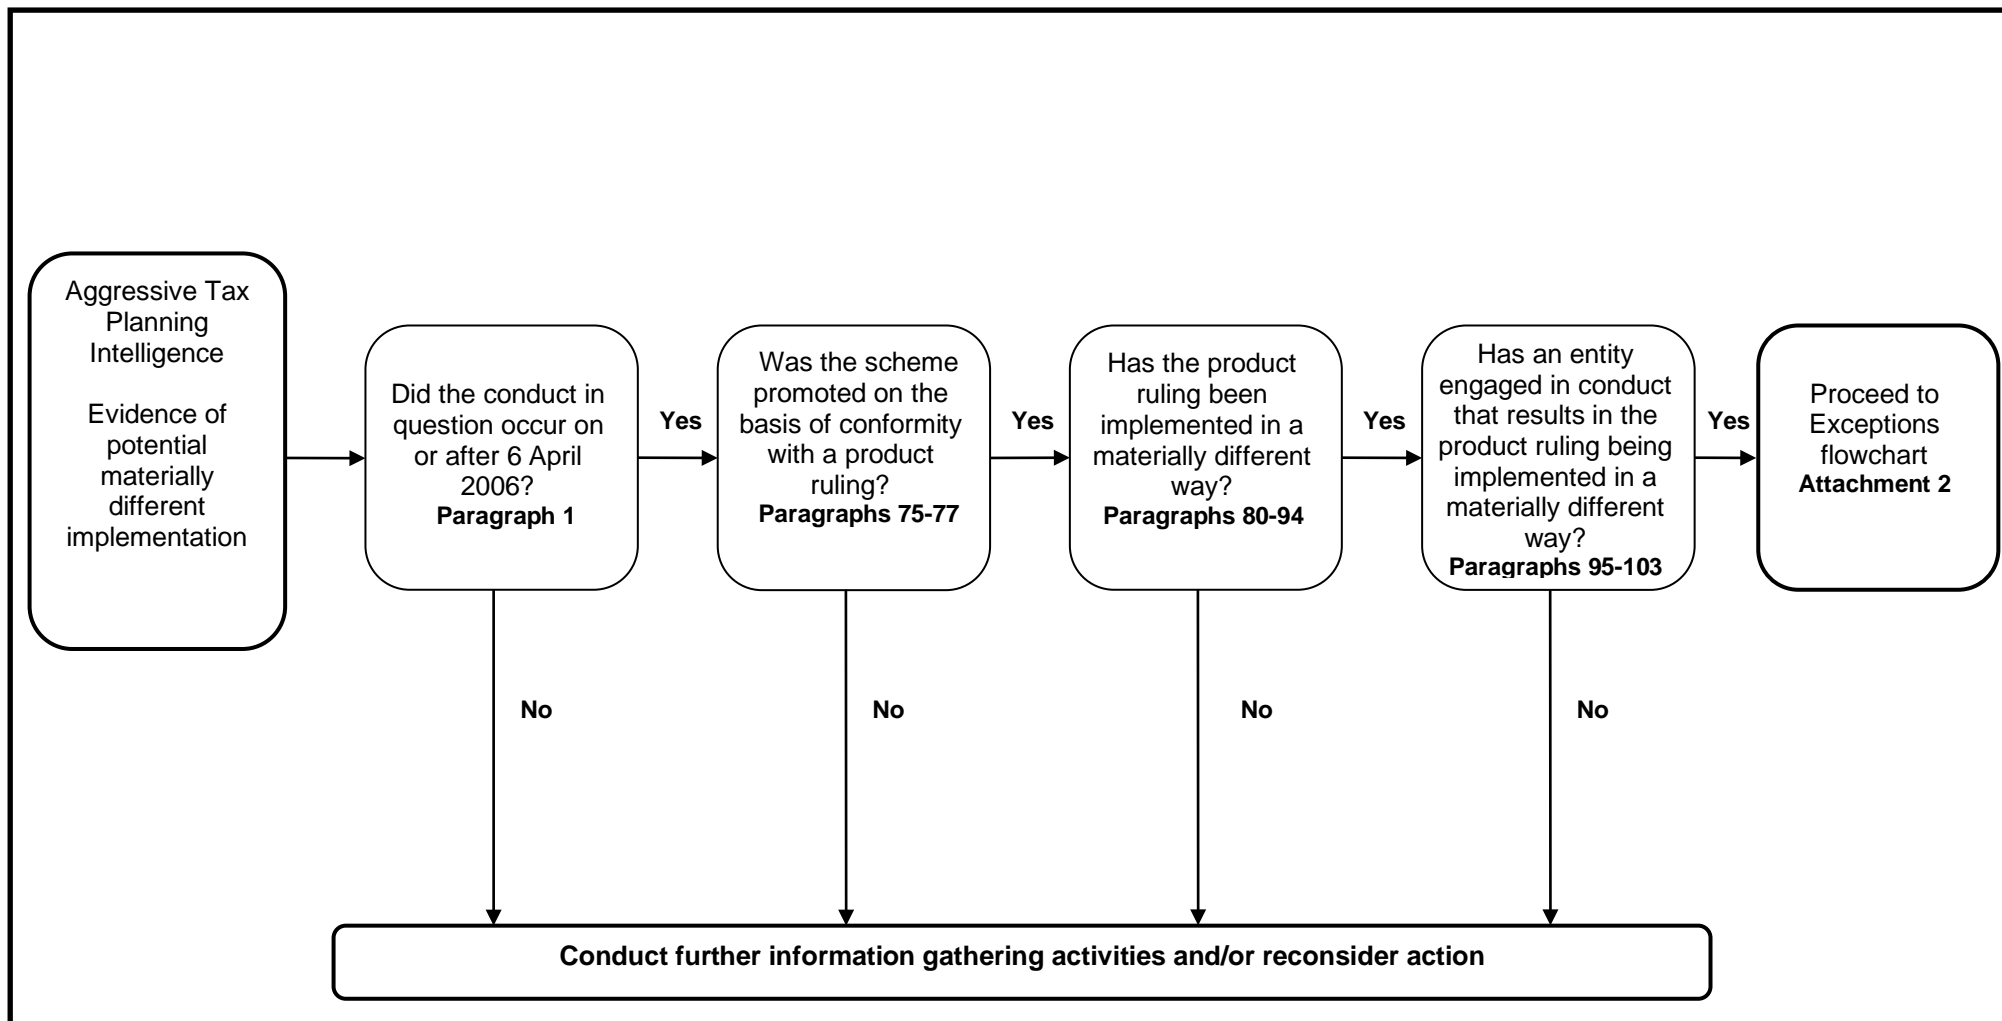 Aggressive Tax
Planning
Intelligence
Evidence of
potential
materially
different
implementation
Did the conduct in
question occur on
or after 6 April
2006?
Paragraph 1
Yes
Was the scheme
promoted on the
basis of conformity
with a product
ruling?
Paragraphs 75-77
Yes
Has the product
ruling been
implemented in a
materially different
way?
Paragraphs 80-94
Yes
Has an entity
engaged in conduct
that results in the
product ruling being
implemented in a
materially different
way?
Paragraphs 95-103
Yes
Proceed to
Exceptions
flowchart
Attachment 2
No
No
No
No
Conduct further information gathering activities and/or reconsider action